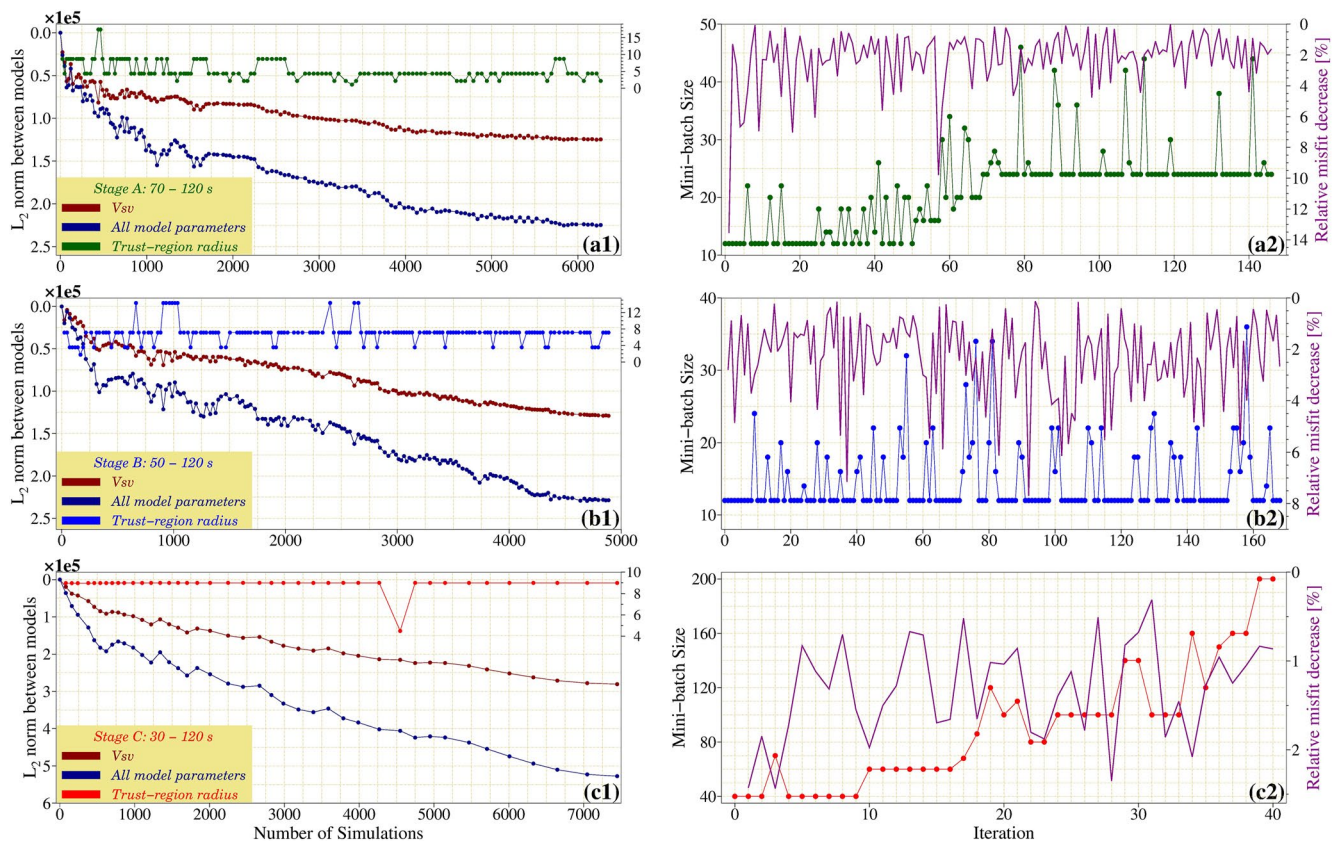 ×1e5
0.0
0.5
1.0
1.5
2.0
2.5
L2 norm between models
15
10
5
0
Stage A: 70 − 120 s
Vsv
All model parameters
Trust−region radius
(a1)
0 1000 2000 3000 4000 5000 6000
50
40
30
20
10
Mini−batch Size
0
2
4
6
8
10
12
14
Relative misfit decrease [%]
(a2)
0 20 40 60 80 100 120 140
×1e5
0.0
0.5
1.0
1.5
2.0
2.5
L2 norm between models
12
8
4
0
Stage B: 50 − 120 s
Vsv
All model parameters
Trust−region radius
(b1)
0 1000 2000 3000 4000 5000
40
30
20
10
Mini−batch Size
0
2
4
6
8
Relative misfit decrease [%]
(b2)
0 20 40 60 80 100 120 140 160
×1e5
0
1
2
3
4
5
6
L2 norm between models
10
8
6
4
Stage C: 30 − 120 s
Vsv
All model parameters
Trust−region radius
(c1)
0 1000 2000 3000 4000 5000 6000 7000
Number of Simulations
200
160
120
80
40
Mini−batch Size
0
1
2
Relative misfit decrease [%]
(c2)
0 10 20 30 40
Iteration